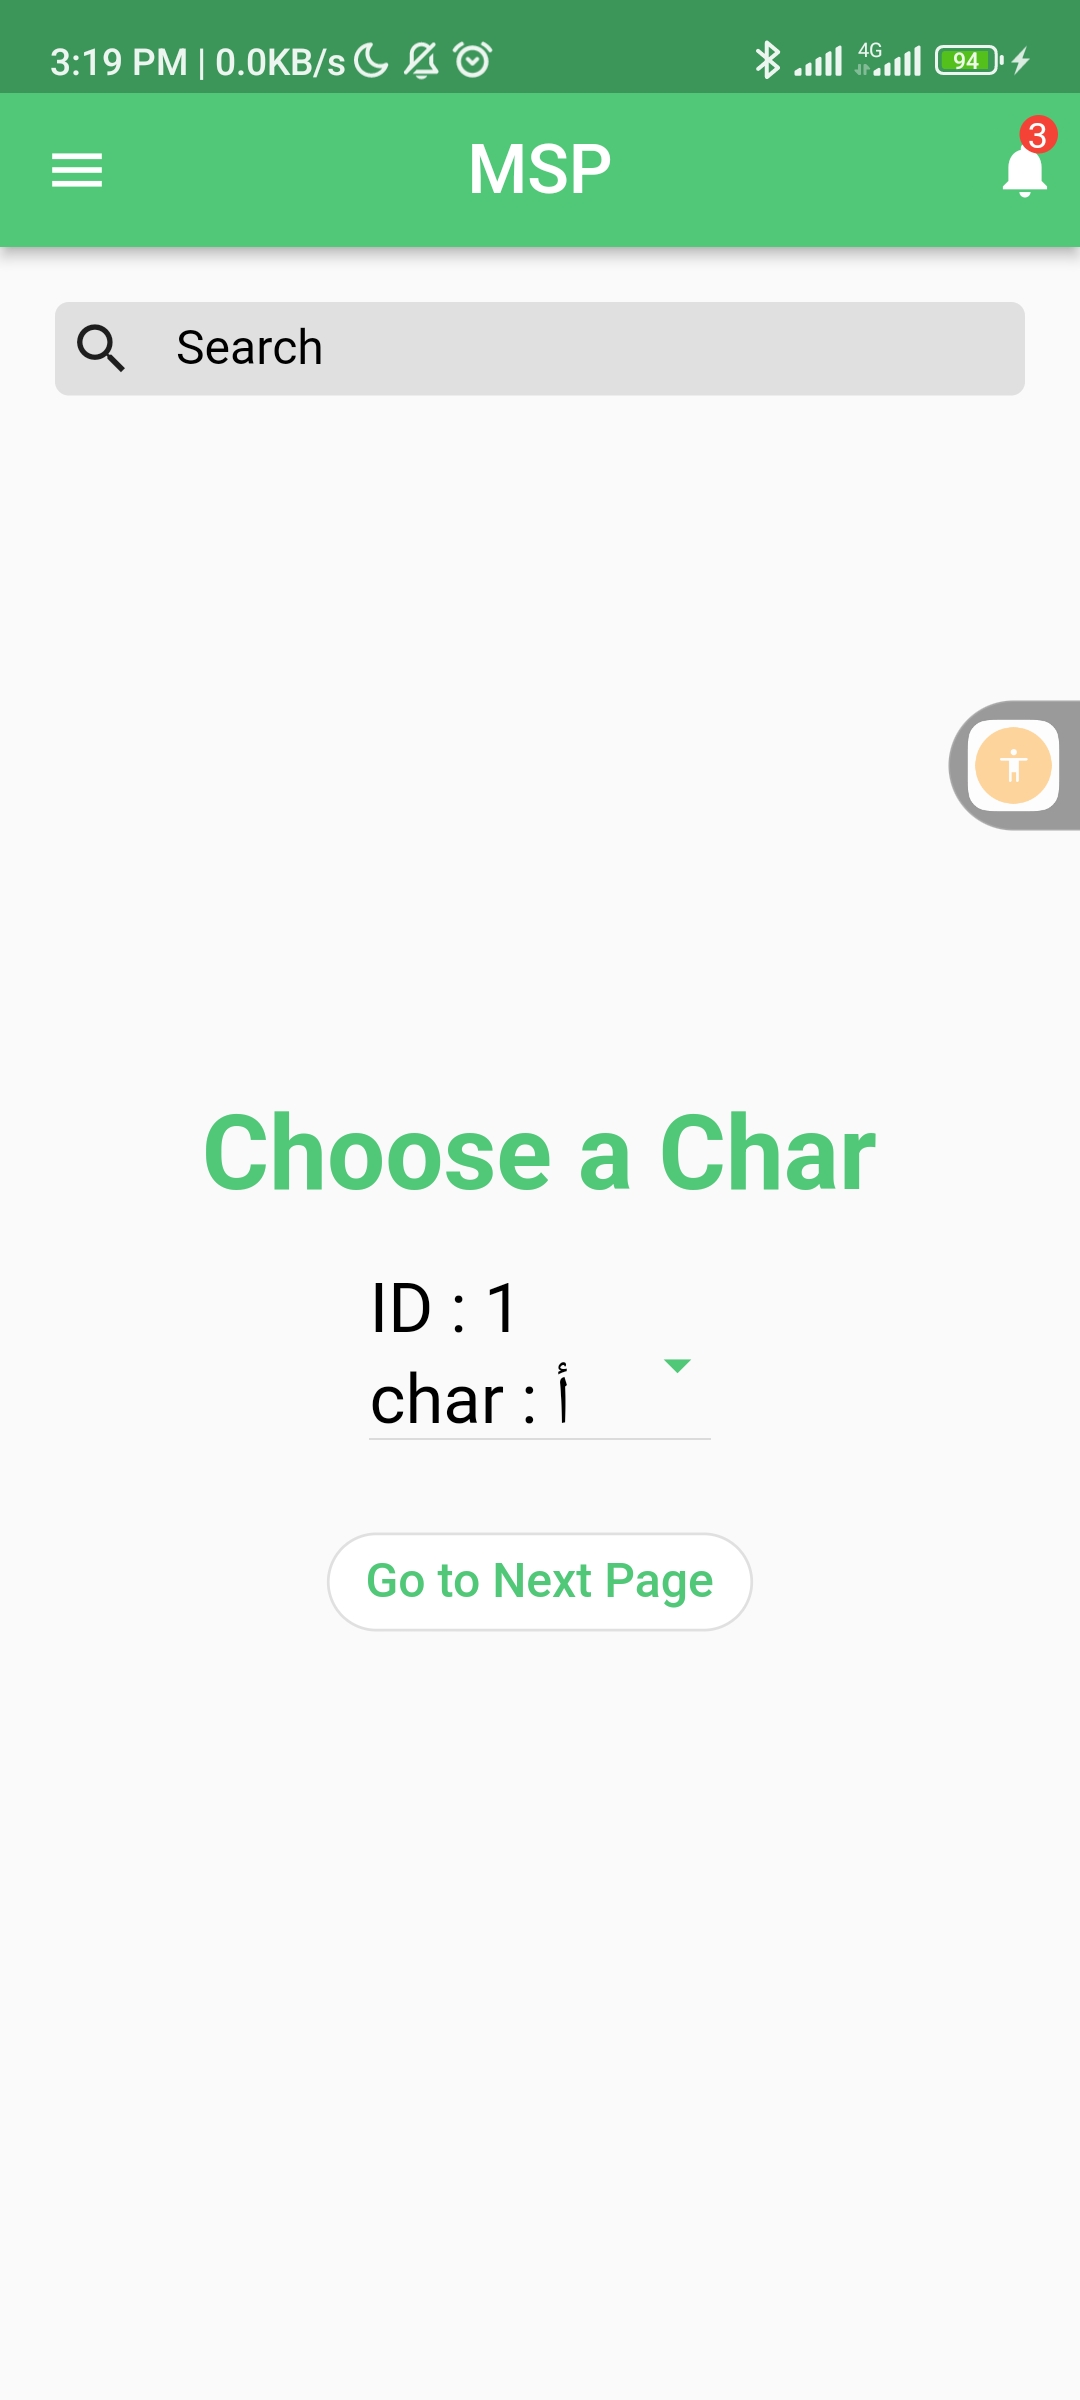 3:19 PM | 0.0KB/s 4G 94
MSP
3
Search
Choose a Char
ID : 1
char : أ
Go to Next Page